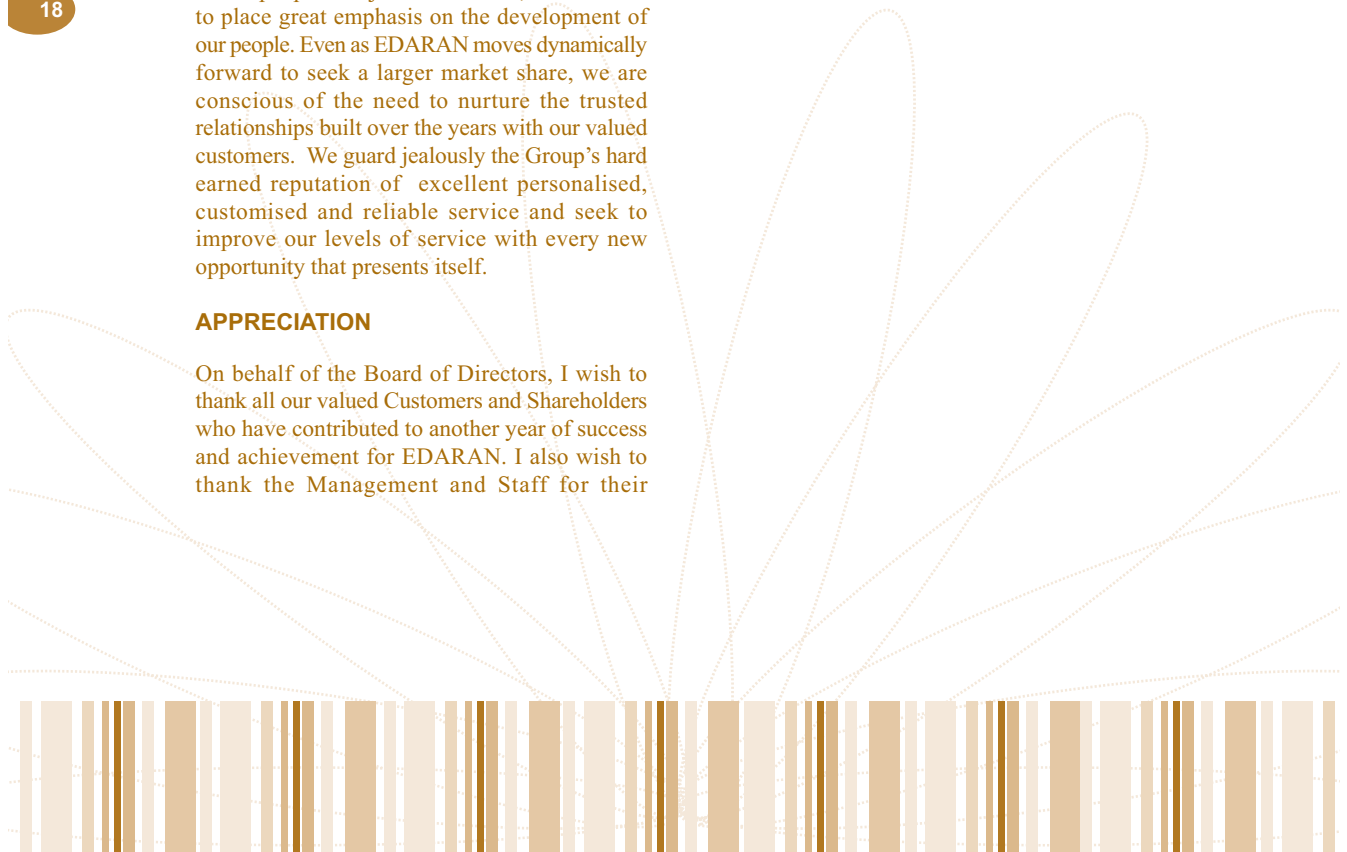 18
to place great emphasis on the development of
our people. Even as EDARAN moves dynamically
forward to seek a larger market share, we are
conscious of the need to nurture the trusted
relationships built over the years with our valued
customers.  We guard jealously the Group’s hard
earned reputation of  excellent personalised,
customised and reliable service and seek to
improve our levels of service with every new
opportunity that presents itself.
APPRECIATION
On behalf of the Board of Directors, I wish to
thank all our valued Customers and Shareholders
who have contributed to another year of success
and achievement for EDARAN. I also wish to
thank the Management and Staff for their